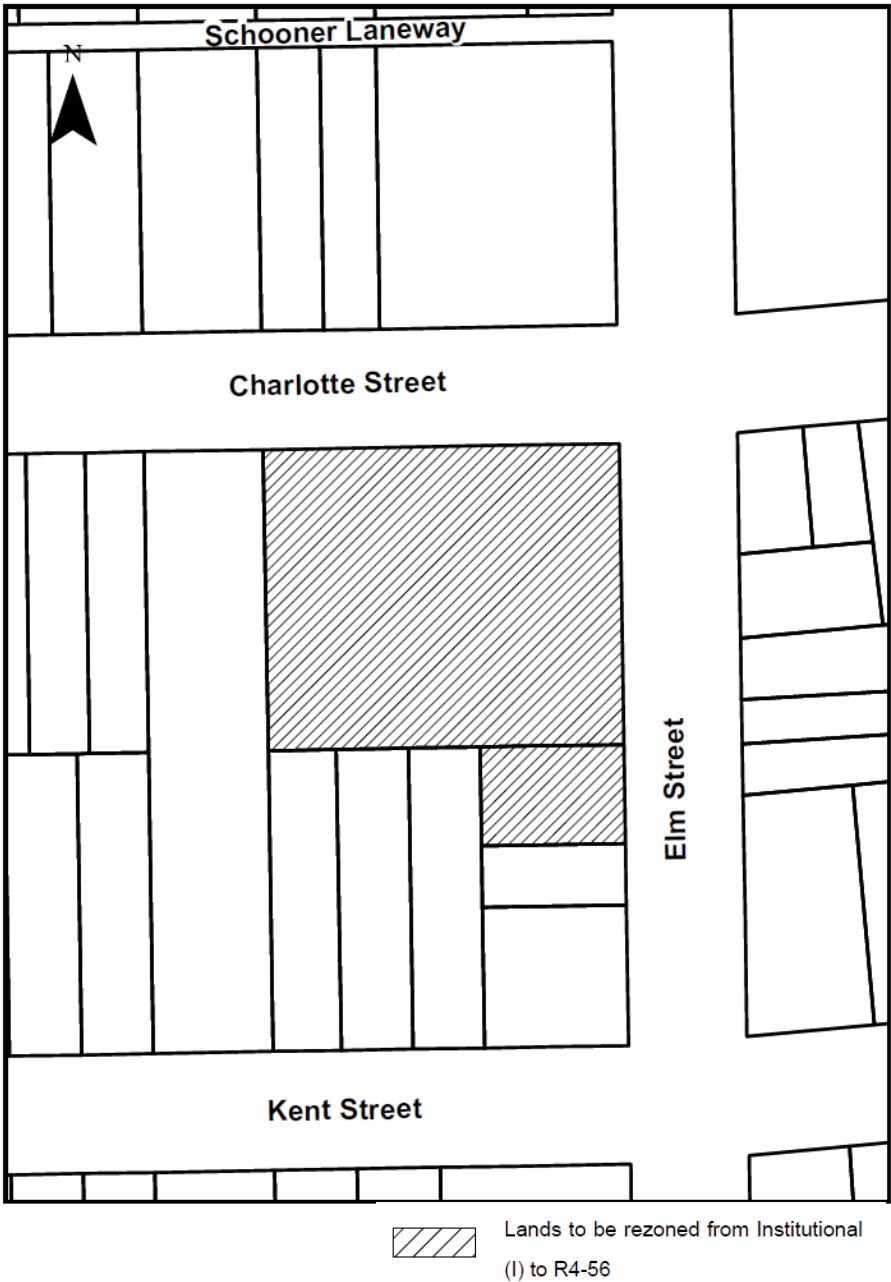 Schooner Laneway
N
Charlotte Street
Elm Street
Kent Street
Lands to be rezoned from Institutional
(I) to R4-56